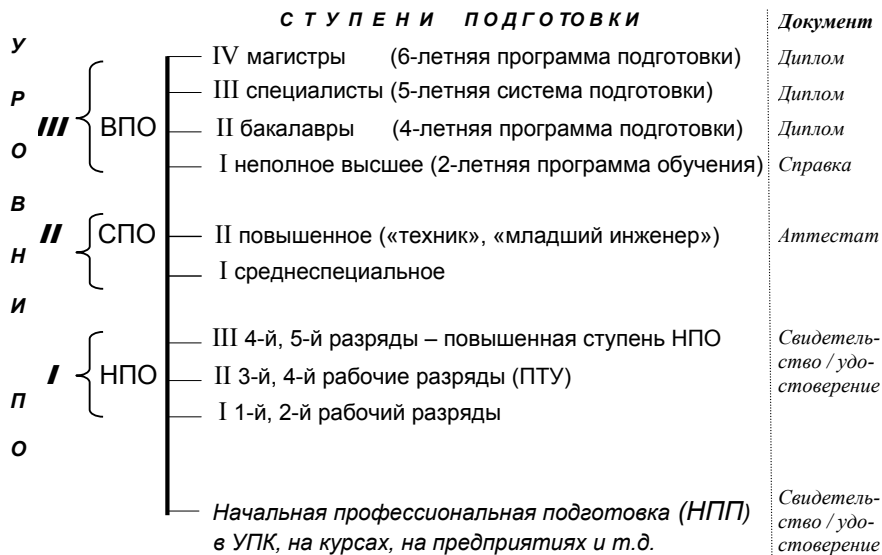 С Т У П Е Н И П О Д Г О ТО В К И Документ
У Р О В Н И П О
IV магистры (6-летняя программа подготовки) Диплом
III специалисты (5-летняя система подготовки) Диплом
III ВПО
II бакалавры (4-летняя программа подготовки) Диплом
I неполное высшее (2-летняя программа обучения) Справка
II СПО
II повышенное («техник», «младший инженер») Аттестат
I среднеспециальное
III 4-й, 5-й разряды – повышенная ступень НПО
I НПО
II 3-й, 4-й рабочие разряды (ПТУ)
I 1-й, 2-й рабочий разряды
Свидетель-
ство / удо-
стоверение
Начальная профессиональная подготовка (НПП)
в УПК, на курсах, на предприятиях и т.д.
Свидетель-
ство / удо-
стоверение